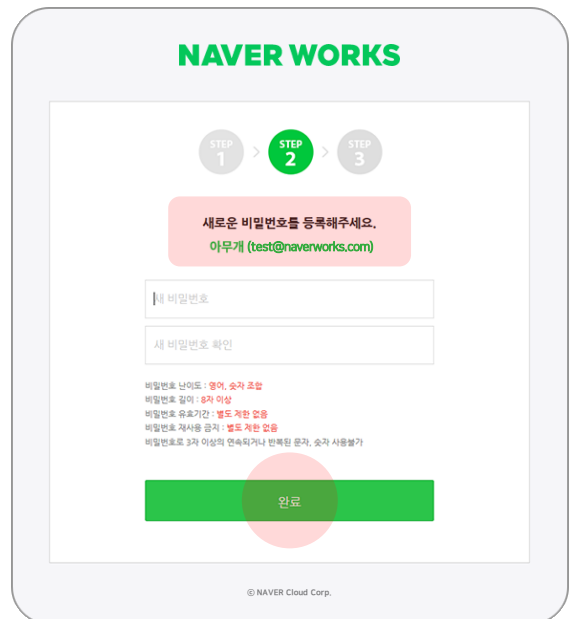 NAVER WORKS
STEP
1
STEP
2
STEP
3
새로운 비밀번호를 등록해주세요.
아무개 (test@naverworks.com)
새 비밀번호
새 비밀번호 확인
비밀번호 난이도 : 영어, 숫자 조합
비밀번호 길이 : 8자 이상
비밀번호 유효기간 : 별도 제한 없음
비밀번호 재사용 금지 : 별도 제한 없음
비밀번호로 3자 이상의 연속되거나 반복된 문자, 숫자 사용불가
완료
ⓒ NAVER Cloud Corp.